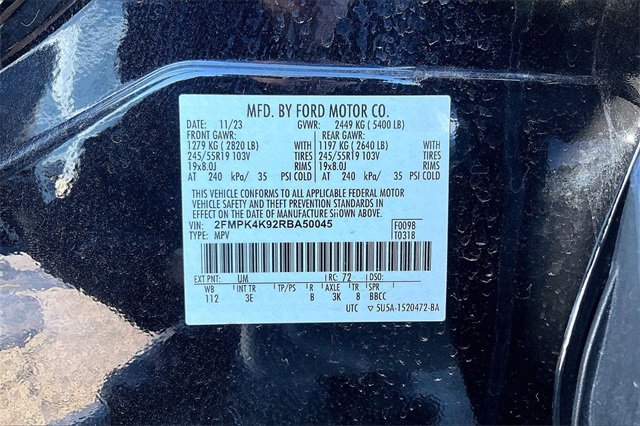 MFD. BY FORD MOTOR CO.
DATE: 11/23 GVWR: 2449 KG ( 5400 LB)
FRONT GAWR: REAR GAWR:
1279 KG ( 2820 LB) WITH 1197 KG ( 2640 LB) WITH
245/55R19 103V TIRES 245/55R19 103V TIRES
19x8.0J RIMS 19x8.0J RIMS
AT 240 kPa/ 35 PSI COLD AT 240 kPa/ 35 PSI COLD
THIS VEHICLE CONFORMS TO ALL APPLICABLE FEDERAL MOTOR
VEHICLE SAFETY AND THEFT PREVENTION STANDARDS IN
EFFECT ON THE DATE OF MANUFACTURE SHOWN ABOVE.
VIN: 2FMPK4K92RBA50045 F0098
TYPE: MPV T0318
EXT PNT: UM RC: 72 DSO:
WB INT TR TP/PS R AXLE TR SPR
112 3E B 3K 8 BBCC
UTC ▽ 5U5A-1520472-BA